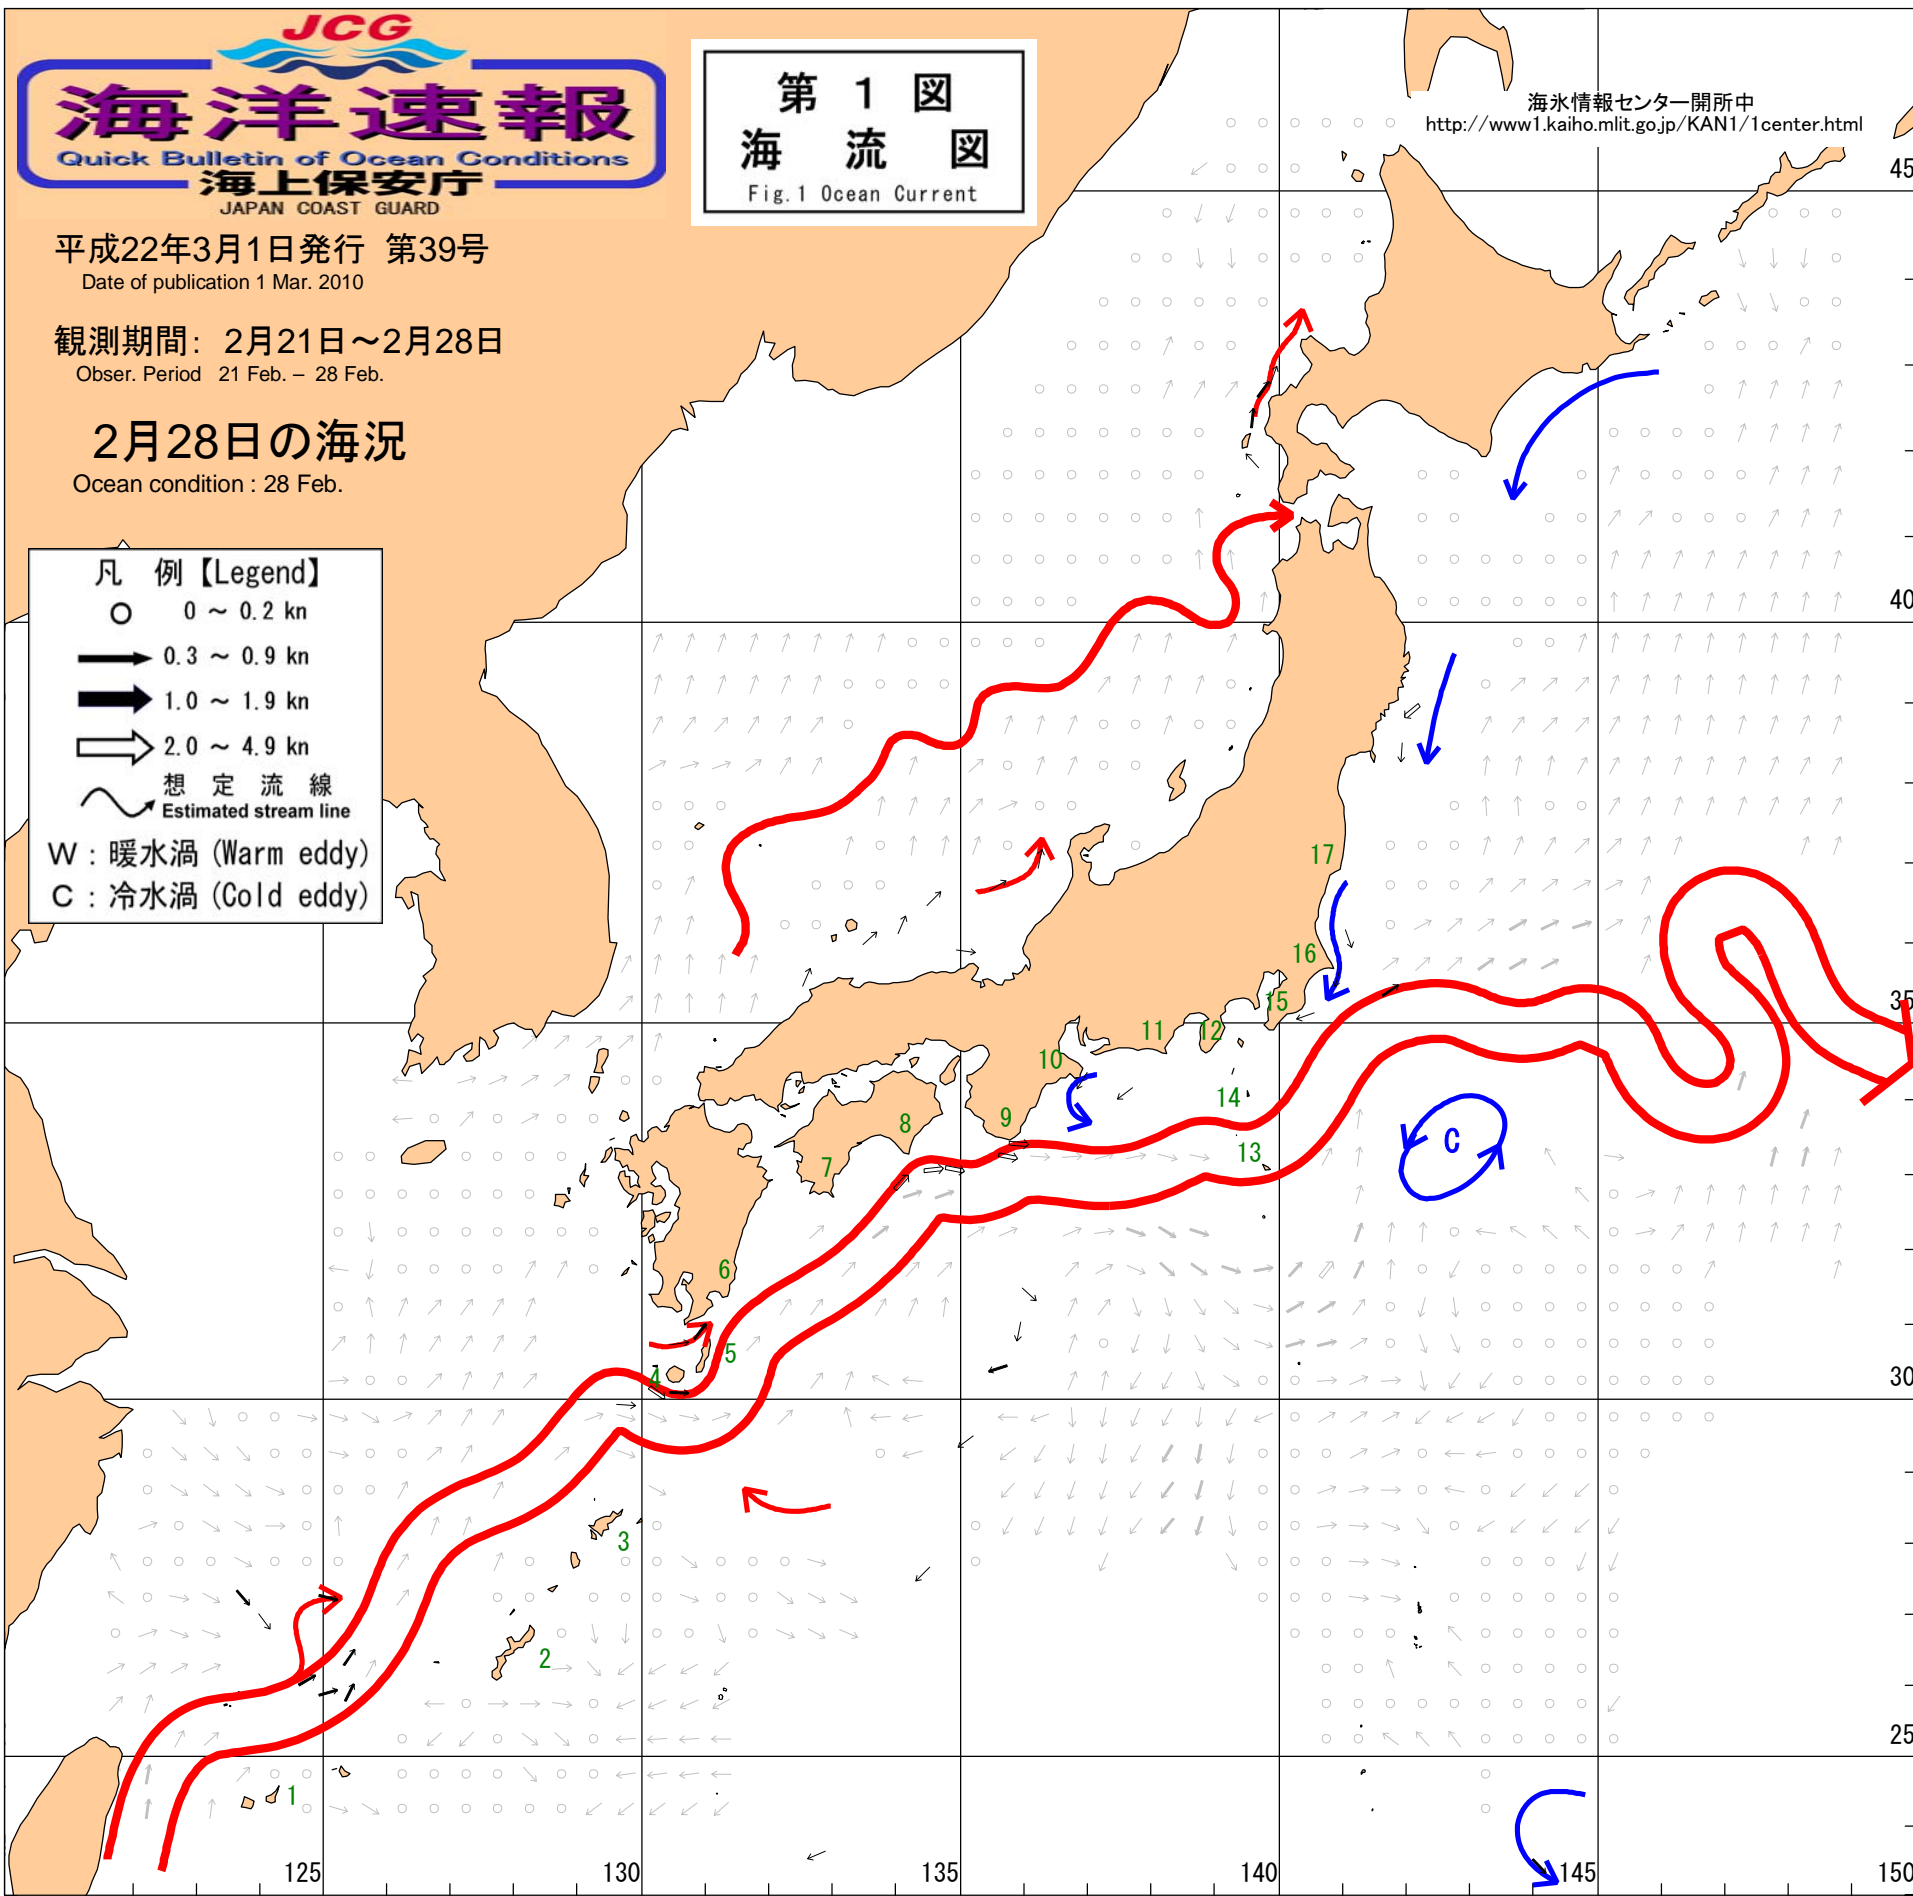 JCG
海洋速報
Quick Bulletin of Ocean Conditions
海上保安庁
JAPAN COAST GUARD
第 1 図
海 流 図
Fig.1 Ocean Current
海氷情報センター開所中
http://www1.kaiho.mlit.go.jp/KAN1/1center.html
平成22年3月1日発行 第39号
Date of publication 1 Mar. 2010
観測期間: 2月21日～2月28日
Obser. Period 21 Feb. – 28 Feb.
2月28日の海況
Ocean condition : 28 Feb.
凡 例【Legend】
0 ～ 0.2 kn
0.3 ～ 0.9 kn
1.0 ～ 1.9 kn
2.0 ～ 4.9 kn
想 定 流 線
Estimated stream line
W : 暖水渦 (Warm eddy)
C : 冷水渦 (Cold eddy)
45
40
17
16
35
15
12
11
10
14
9
8
13
7
C
6
5
4
30
3
2
25
1
125
130
135
140
145
150